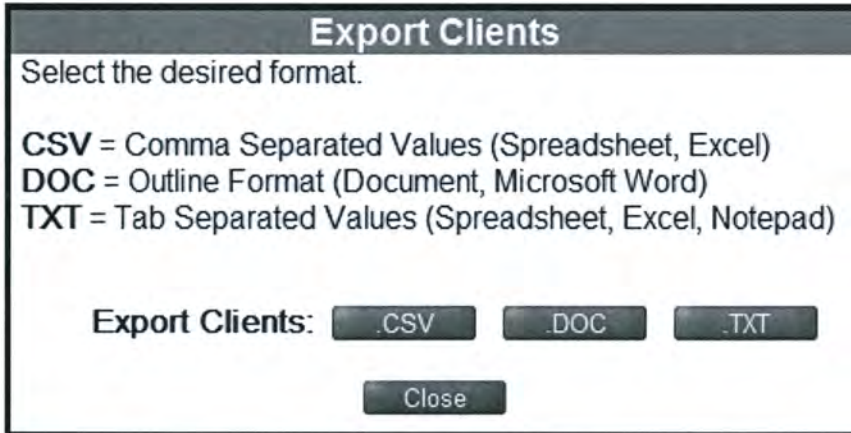 Export Clients
Select the desired format.
CSV = Comma Separated Values (Spreadsheet, Excel)
DOC = Outline Format (Document, Microsoft Word)
TXT = Tab Separated Values (Spreadsheet, Excel, Notepad)
Export Clients: .CSV .DOC .TXT
Close